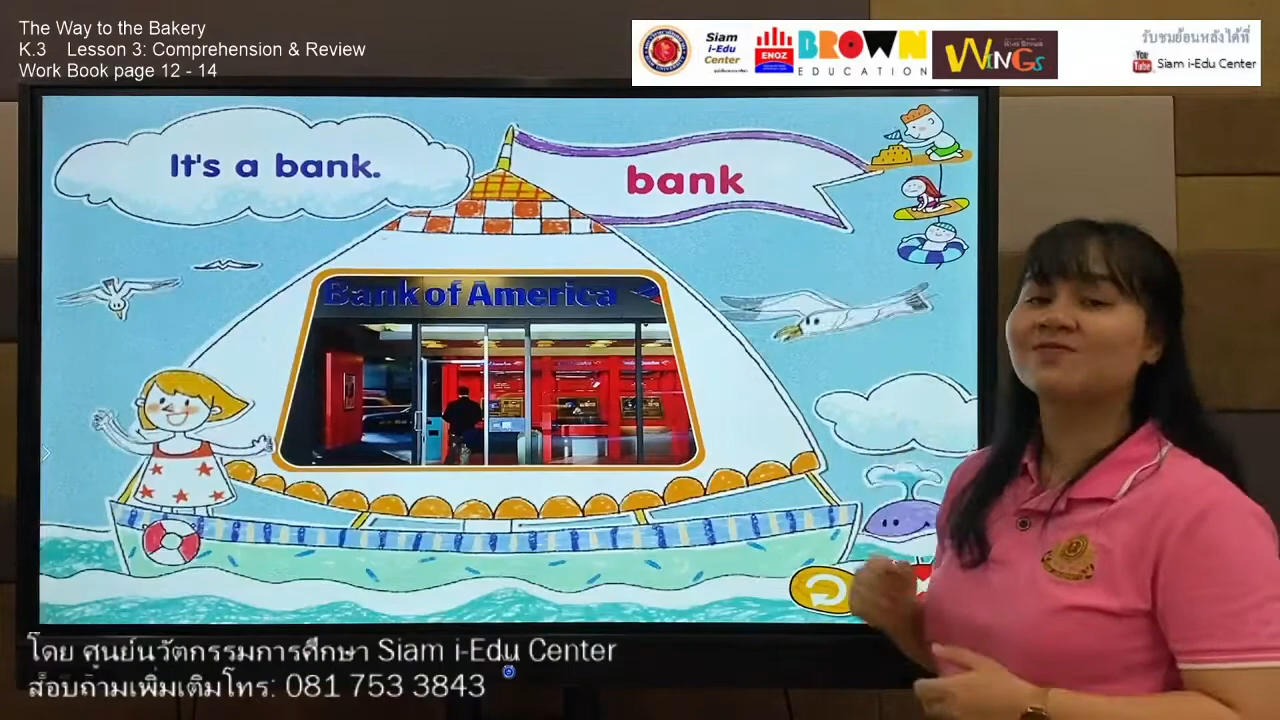 The Way to the Bakery
K.3 Lesson 3: Comprehension & Review
WorkBook page 12 - 14
Siam
i-Edu
Center
ENOZ
BROWN
EDUCATION
WiNGs
รับชมย้อนหลังได้ที่
You
Tube
Siam i-Edu Center
It's a bank.
bank
Bank of America
โดย ศูนย์นวัตกรรมการศึกษา Siam i-Edu Center
สอบถามเพิ่มเติมโทร: 081 753 3843